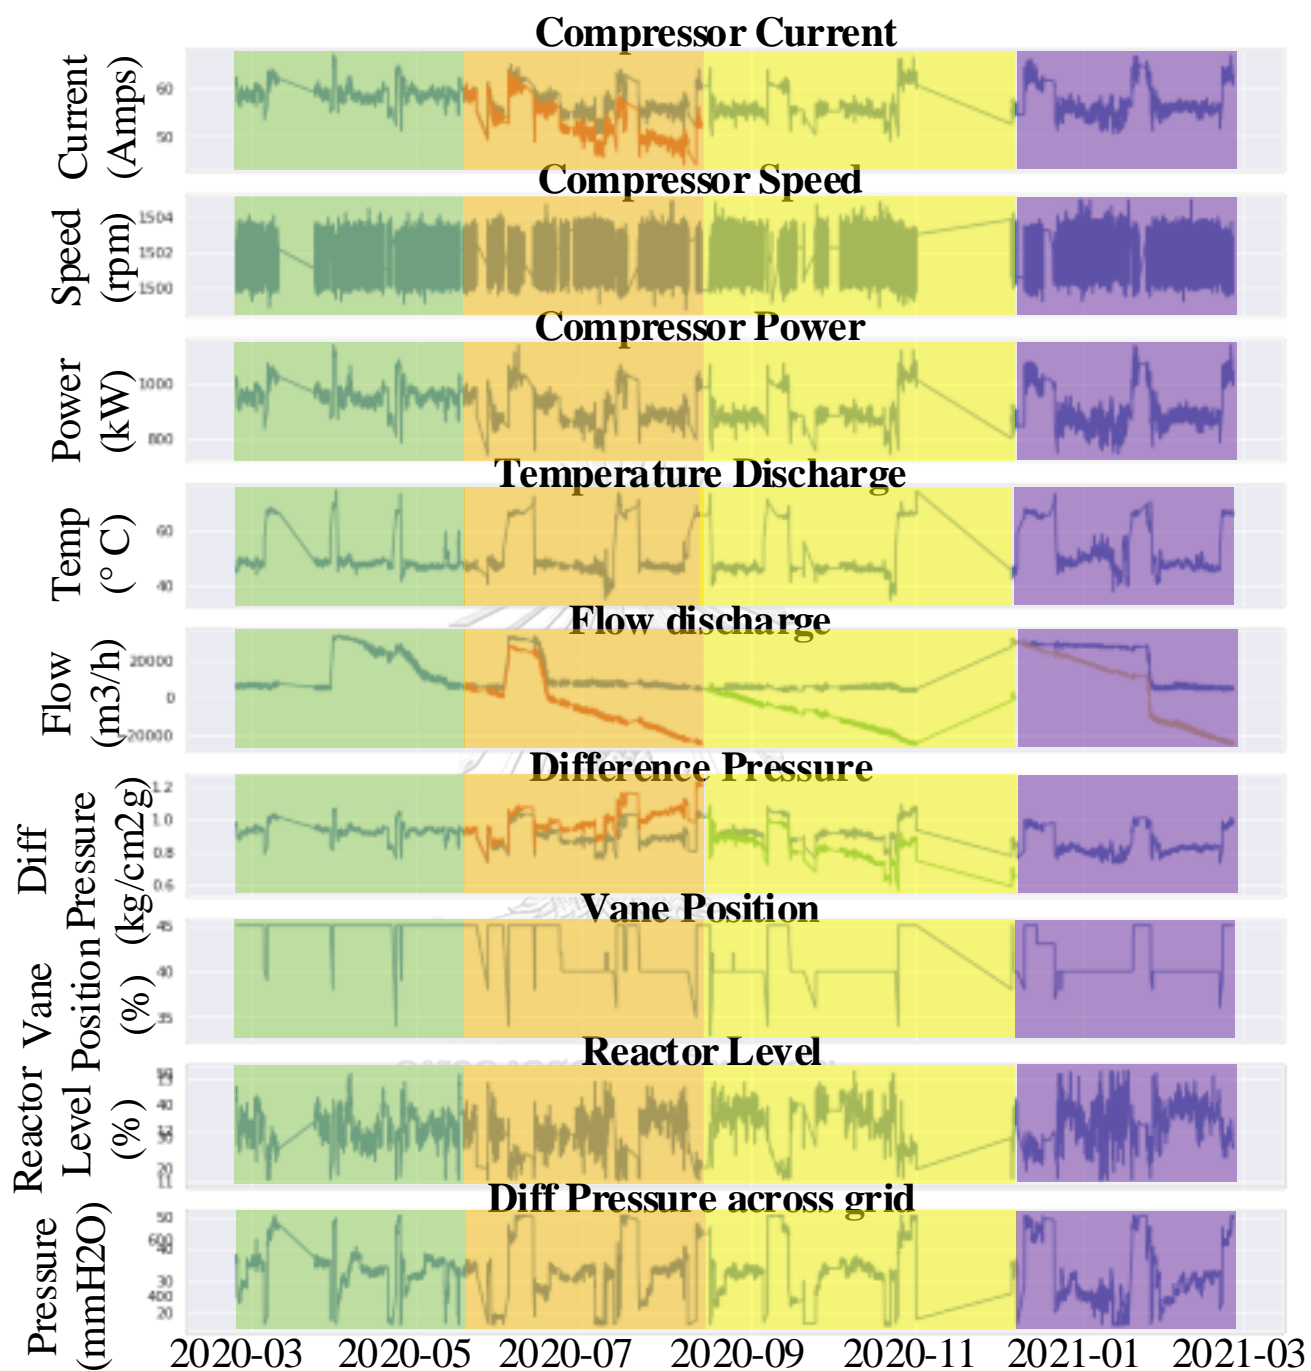 Compressor Current
Current
(Amps)
60
50
Compressor Speed
Speed
(rpm)
1504
1502
1500
Compressor Power
Power
(kW)
1000
800
Temperature Discharge
Temp
(° C)
60
40
Flow discharge
Flow
(m3/h)
20000
0
−20000
Difference Pressure
Diff
Pressure
(kg/cm2g)
1.2
1.0
0.8
0.6
Vane Position
Vane
Position
(%)
45
40
35
Reactor Level
Reactor
Level
(%)
40
20
11
Diff Pressure across grid
Pressure
(mmH2O)
50
600
40
30
400
20
2020-03 2020-05 2020-07 2020-09 2020-11 2021-01 2021-03